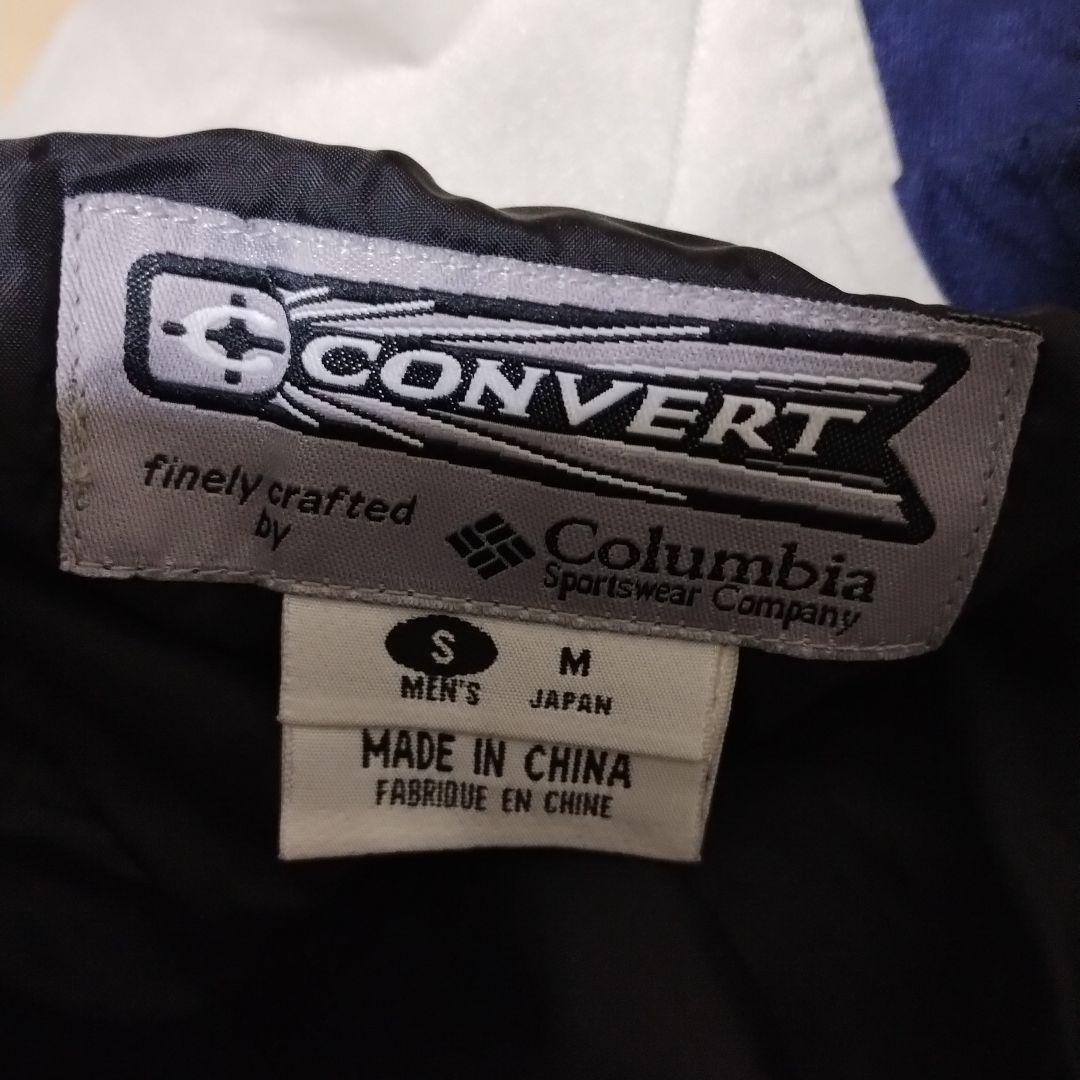 C CONVERT
finely crafted
by
Columbia
Sportswear Company
S M
MEN'S JAPAN
MADE IN CHINA
FABRIQUE EN CHINE